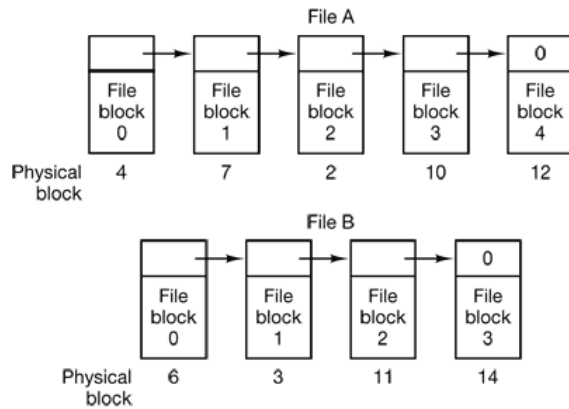 File A
0
File block 0
File block 1
File block 2
File block 3
File block 4
Physical block
4 7 2 10 12
File B
0
File block 0
File block 1
File block 2
File block 3
Physical block
6 3 11 14